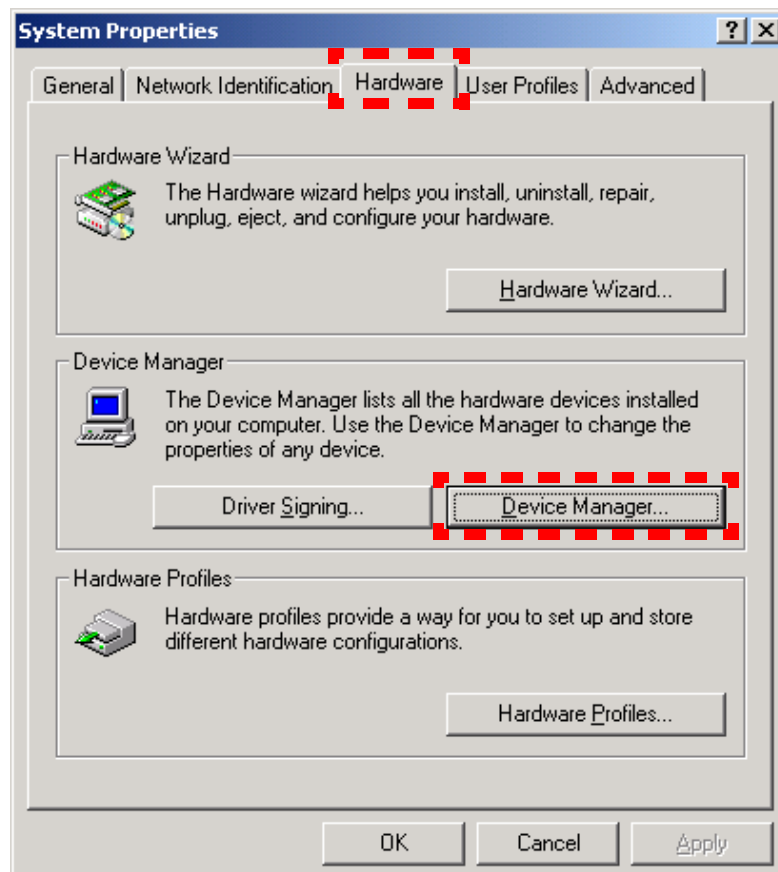 System Properties
General Network Identification Hardware User Profiles Advanced
Hardware Wizard
The Hardware wizard helps you install, uninstall, repair,
unplug, eject, and configure your hardware.
Hardware Wizard...
Device Manager
The Device Manager lists all the hardware devices installed
on your computer. Use the Device Manager to change the
properties of any device.
Driver Signing... Device Manager...
Hardware Profiles
Hardware profiles provide a way for you to set up and store
different hardware configurations.
Hardware Profiles...
OK Cancel Apply